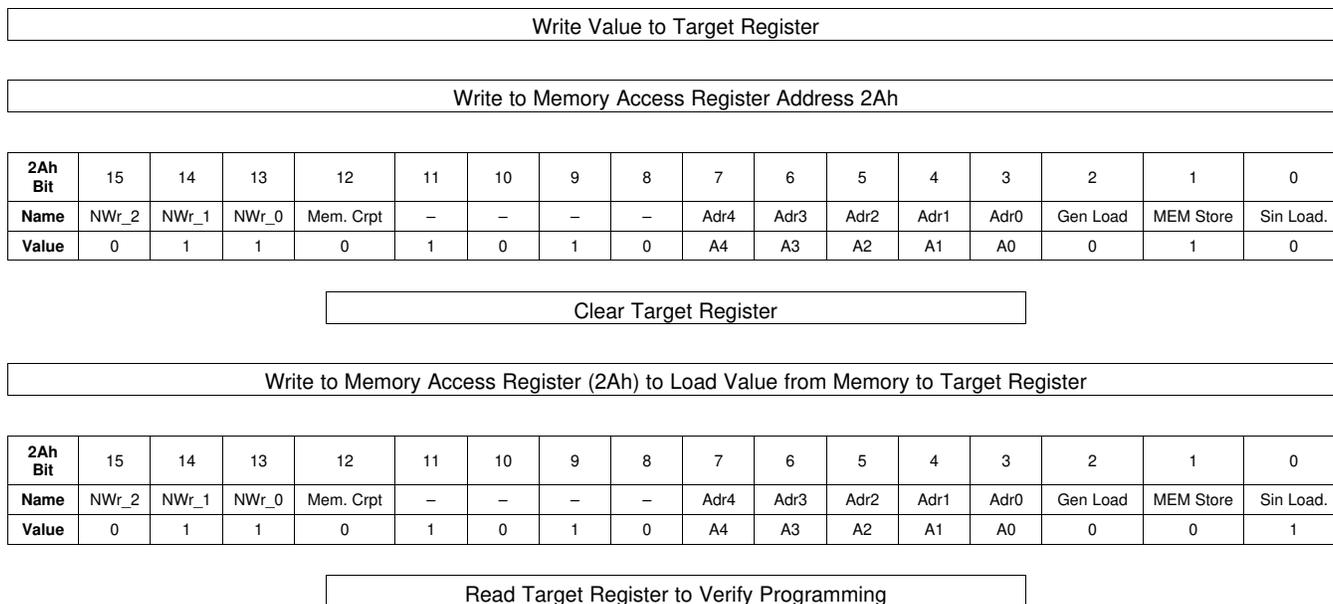 Write Value to Target Register
Write to Memory Access Register Address 2Ah
2Ah Bit 15 14 13 12 11 10 9 8 7 6 5 4 3 2 1 0
Name NWr_2 NWr_1 NWr_0 Mem. Crpt – – – – Adr4 Adr3 Adr2 Adr1 Adr0 Gen Load MEM Store Sin Load.
Value 0 1 1 0 1 0 1 0 A4 A3 A2 A1 A0 0 1 0
Clear Target Register
Write to Memory Access Register (2Ah) to Load Value from Memory to Target Register
2Ah Bit 15 14 13 12 11 10 9 8 7 6 5 4 3 2 1 0
Name NWr_2 NWr_1 NWr_0 Mem. Crpt – – – – Adr4 Adr3 Adr2 Adr1 Adr0 Gen Load MEM Store Sin Load.
Value 0 1 1 0 1 0 1 0 A4 A3 A2 A1 A0 0 0 1
Read Target Register to Verify Programming